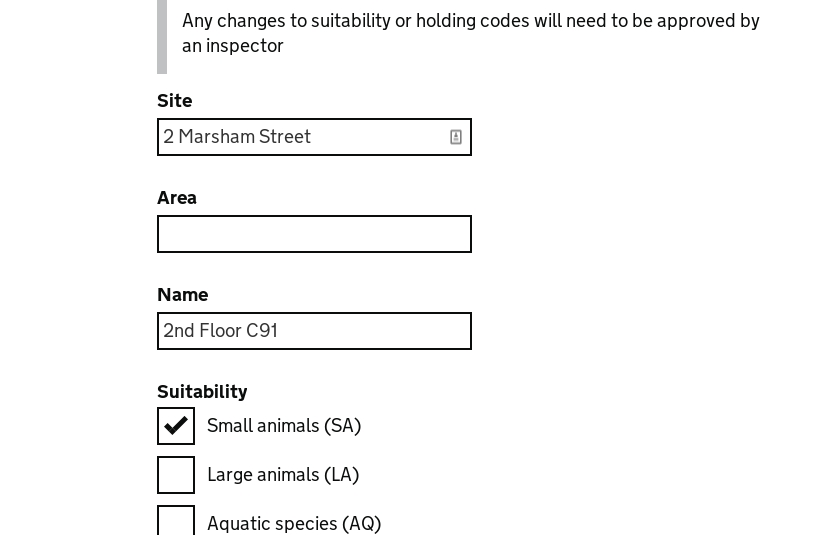 Any changes to suitability or holding codes will need to be approved by
an inspector
Site
2 Marsham Street
Area
Name
2nd Floor C91
Suitability
Small animals (SA)
Large animals (LA)
Aquatic species (AQ)